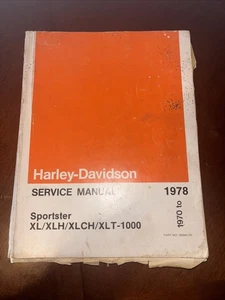 Harley-Davidson
SERVICE MANUAL
1970 to 1978
Sportster
XL/XLH/XLCH/XLT-1000